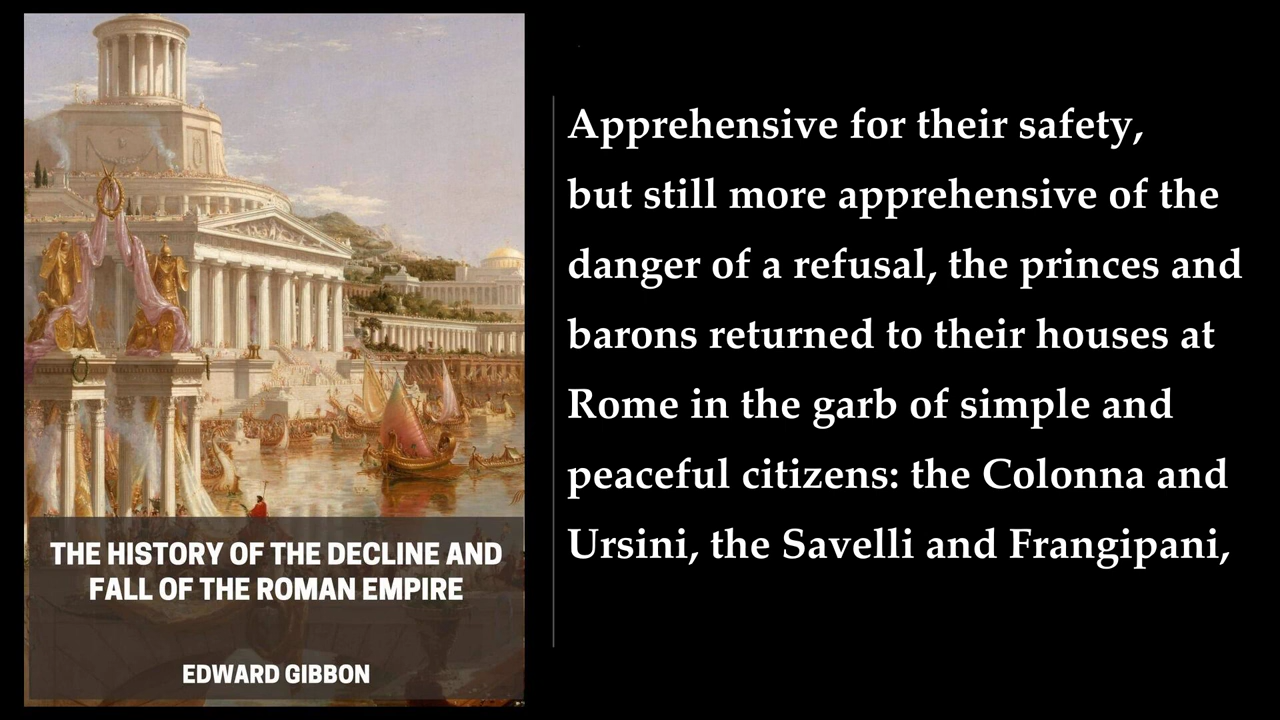 THE HISTORY OF THE DECLINE AND
FALL OF THE ROMAN EMPIRE
EDWARD GIBBON
Apprehensive for their safety,
but still more apprehensive of the
danger of a refusal, the princes and
barons returned to their houses at
Rome in the garb of simple and
peaceful citizens: the Colonna and
Ursini, the Savelli and Frangipani,